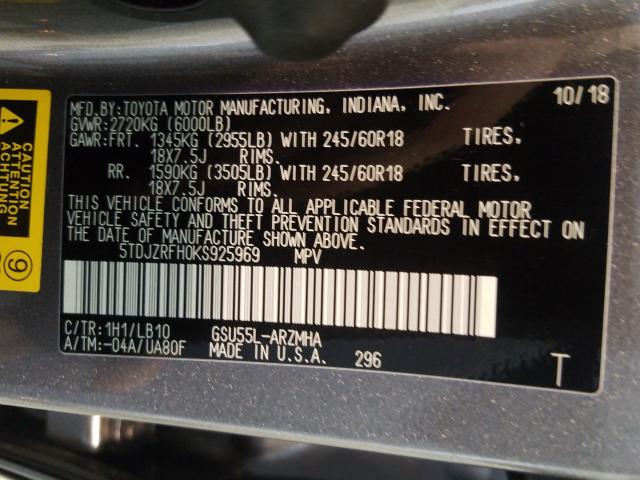 MFD.BY:TOYOTA MOTOR MANUFACTURING, INDIANA, INC. 10/18
GVWR:2720KG (6000LB)
GAWR:FRT. 1345KG (2955LB) WITH 245/60R18 TIRES.
18X7.5J RIMS.
RR. 1590KG (3505LB) WITH 245/60R18 TIRES.
18X7.5J RIMS.
THIS VEHICLE CONFORMS TO ALL APPLICABLE FEDERAL MOTOR
VEHICLE SAFETY AND THEFT PREVENTION STANDARDS IN EFFECT ON
THE DATE OF MANUFACTURE SHOWN ABOVE.
5TDJZRFH0KS925969 MPV
C/TR:1H1/LB10 GSU55L-ARZMHA
A/TM:-04A/UA80F MADE IN U.S.A. 296
T
CAUTION
ATTENTION
ACHTUNG
9